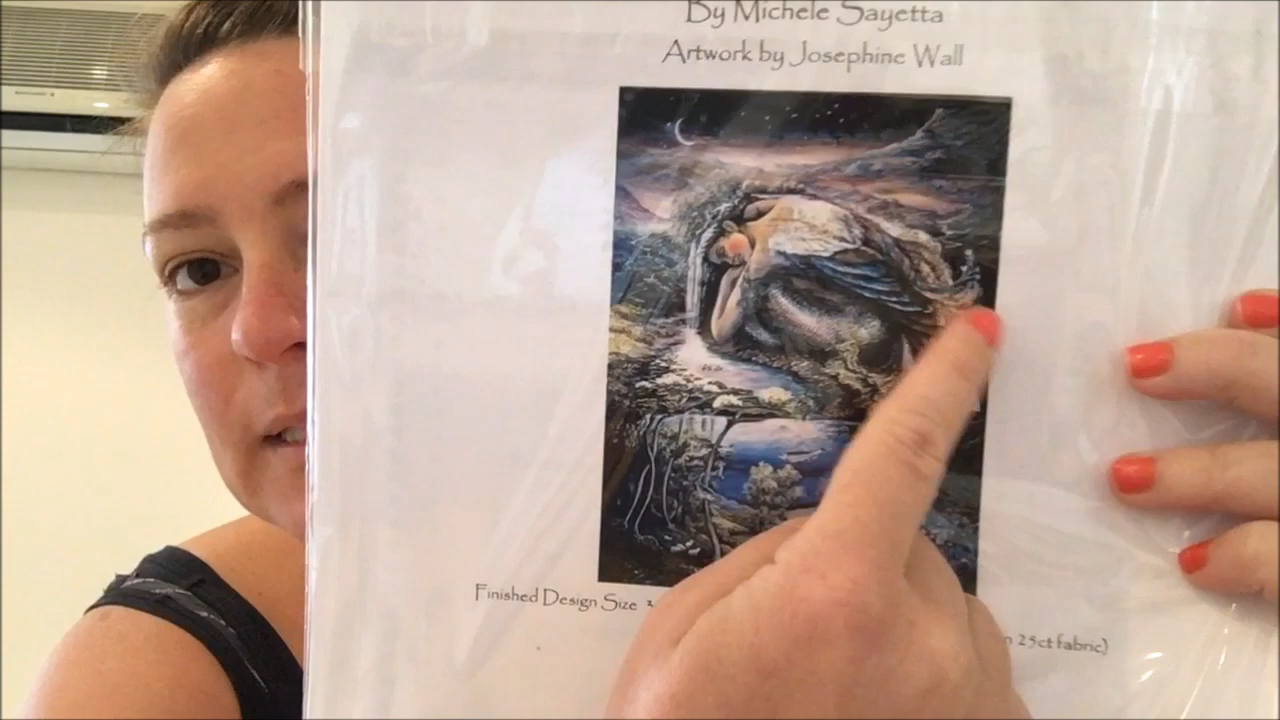 By Michele Sayetta
Artwork by Josephine Wall
Finished Design Size
25ct fabric)